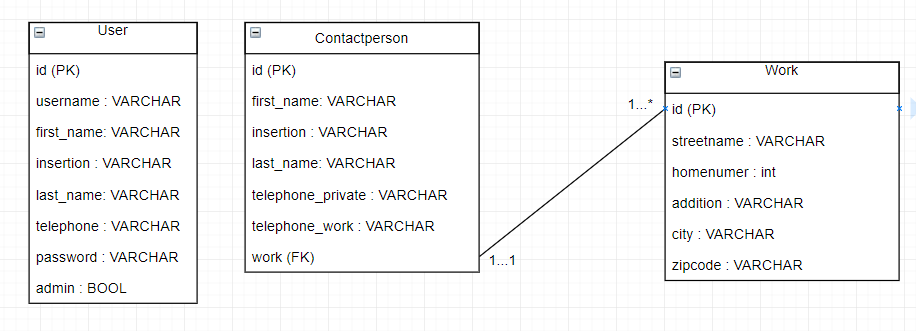 User
id (PK)
username : VARCHAR
first_name: VARCHAR
insertion : VARCHAR
last_name: VARCHAR
telephone : VARCHAR
password : VARCHAR
admin : BOOL
Contactperson
id (PK)
first_name: VARCHAR
insertion : VARCHAR
last_name: VARCHAR
telephone_private : VARCHAR
telephone_work : VARCHAR
work (FK)
1...1
1...*
Work
id (PK)
streetname : VARCHAR
homenumer : int
addition : VARCHAR
city : VARCHAR
zipcode : VARCHAR